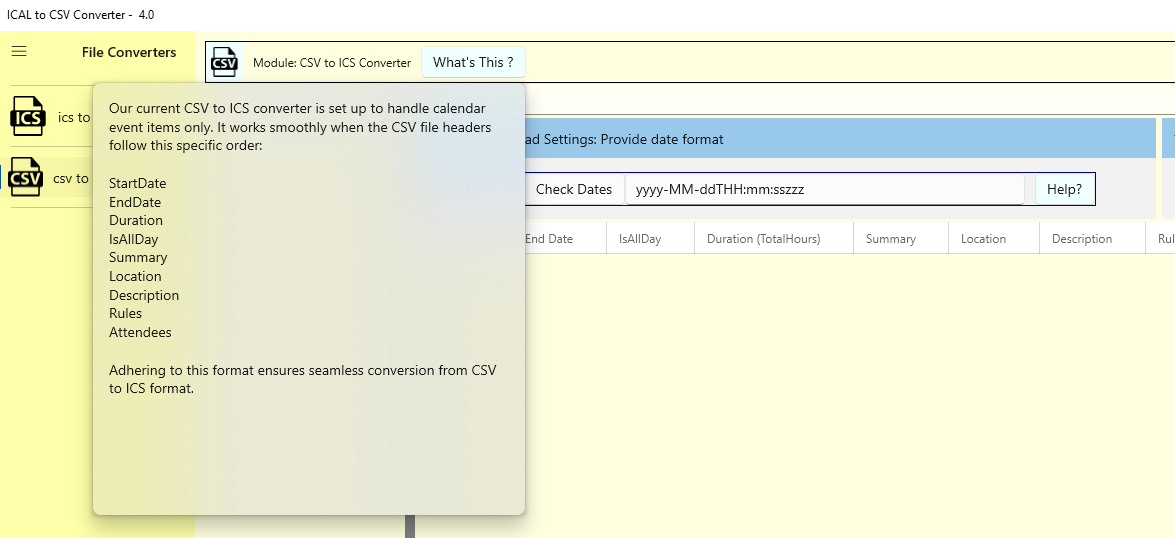 ICAL to CSV Converter -  4.0
File Converters
CSV
Module: CSV to ICS Converter
What's This ?
Our current CSV to ICS converter is set up to handle calendar
event items only. It works smoothly when the CSV file headers
follow this specific order:
StartDate
EndDate
Duration
IsAllDay
Summary
Location
Description
Rules
Attendees
Adhering to this format ensures seamless conversion from CSV
to ICS format.
ICS
ics to
CSV
csv to
ad Settings: Provide date format
Check Dates
yyyy-MM-ddTHH:mm:sszzz
Help?
End Date
IsAllDay
Duration (TotalHours)
Summary
Location
Description
Rul